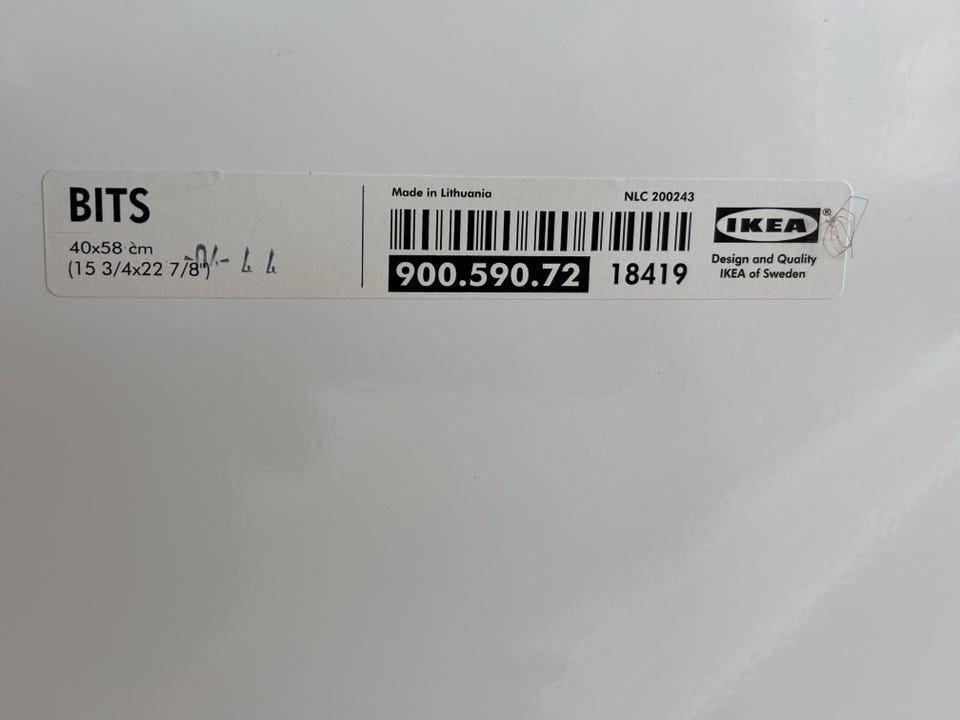 BITS
40x58 cm
(15 3/4x22 7/8")
Made in Lithuania
NLC 200243
900.590.72 18419
IKEA®
Design and Quality
IKEA of Sweden